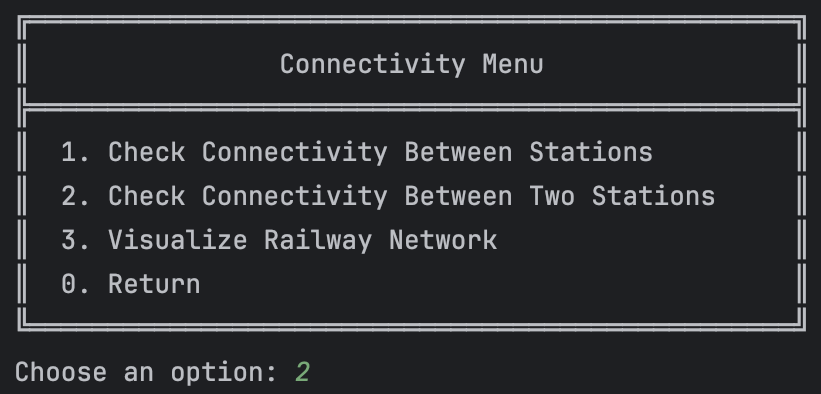 Connectivity Menu
1. Check Connectivity Between Stations
2. Check Connectivity Between Two Stations
3. Visualize Railway Network
0. Return
Choose an option: 2